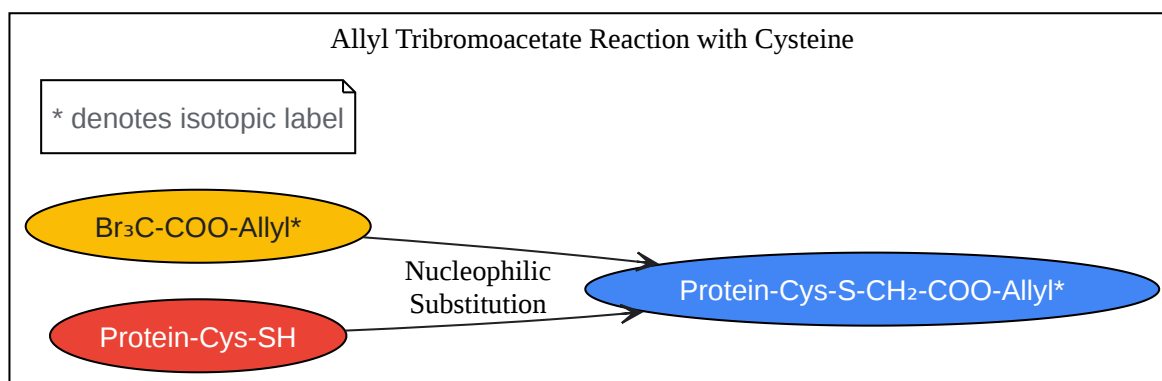 Allyl Tribromoacetate Reaction with Cysteine
* denotes isotopic label
Br₃C-COO-Allyl*
Nucleophilic
Substitution
Protein-Cys-S-CH₂-COO-Allyl*
Protein-Cys-SH